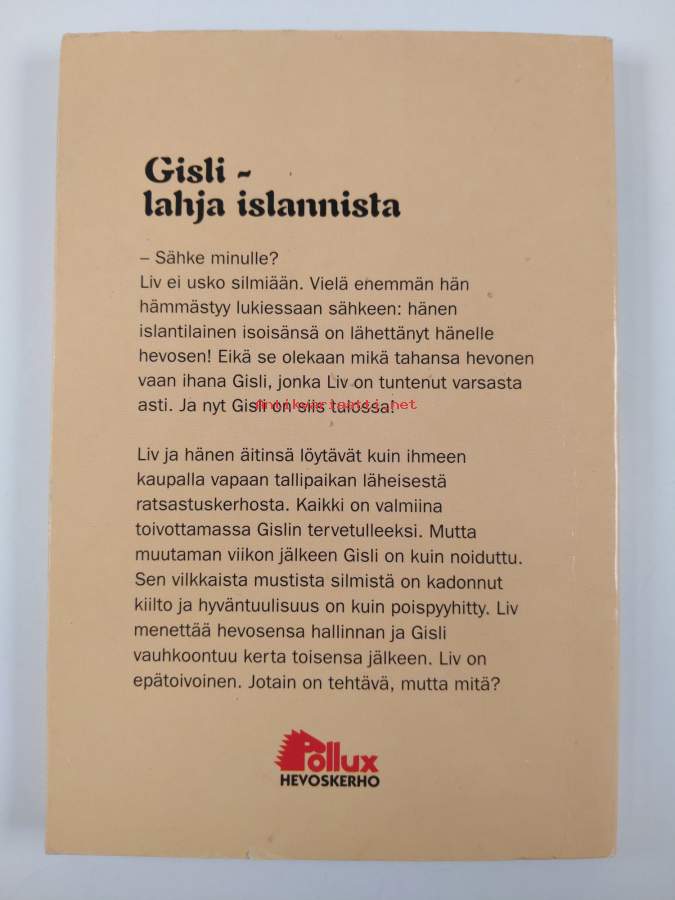 Gisli -
lahja islannista
– Sähke minulle?
Liv ei usko silmiään. Vielä enemmän hän
hämmästyy lukiessaan sähkeen: hänen
islantilainen isoisänsä on lähettänyt hänelle
hevosen! Eikä se olekaan mikä tahansa hevonen
vaan ihana Gisli, jonka Liv on tuntenut varsasta
asti. Ja nyt Gisli on siis tulossa!
antikvariaatti.net
Liv ja hänen äitinsä löytävät kuin ihmeen
kaupalla vapaan tallipaikan läheisestä
ratsastuskerhosta. Kaikki on valmiina
toivottamassa Gislin tervetulleeksi. Mutta
muutaman viikon jälkeen Gisli on kuin noiduttu.
Sen vilkkaista mustista silmistä on kadonnut
kiilto ja hyväntuulisuus on kuin poispyyhitty. Liv
menettää hevosensa hallinnan ja Gisli
vauhkoontuu kerta toisensa jälkeen. Liv on
epätoivoinen. Jotain on tehtävä, mutta mitä?
Pollux
HEVOSKERHO